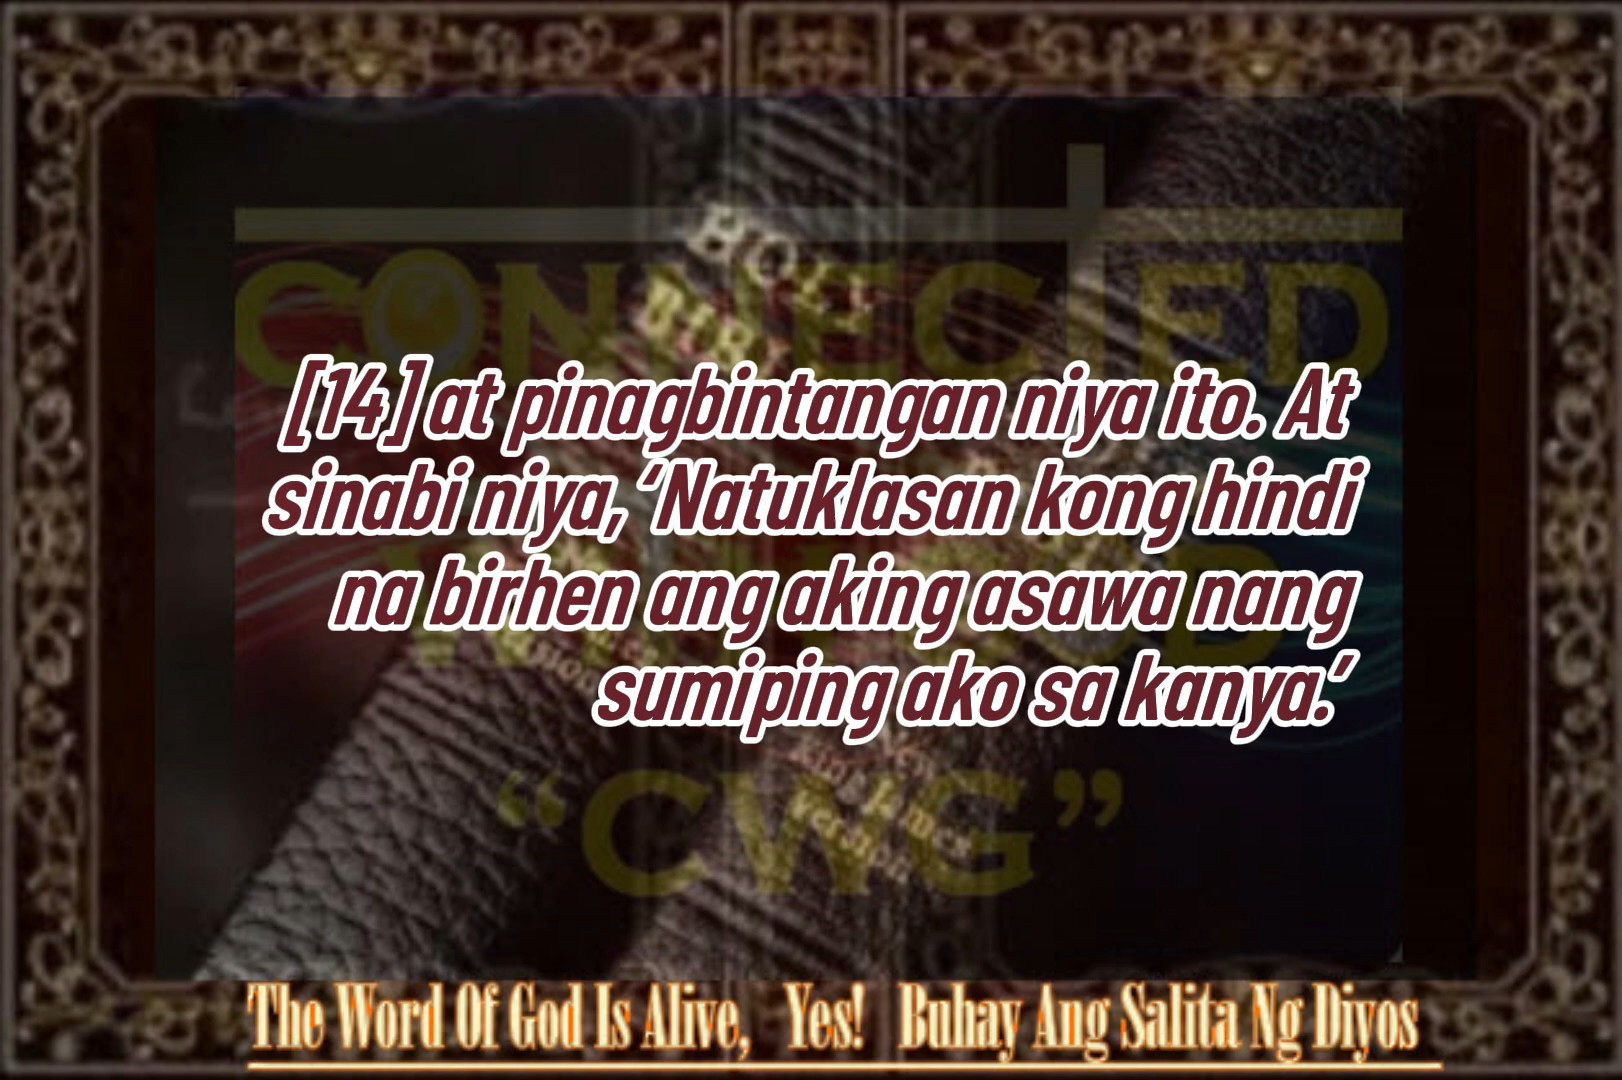 CONNECTED
[14] at pinagbintangan niya ito. At
sinabi niya, ‘Natuklasan kong hindi
na birhen ang aking asawa nang
sumiping ako sa kanya.’
“CWG”
The Word Of God Is Alive, Yes! Buhay Ang Salita Ng Diyos